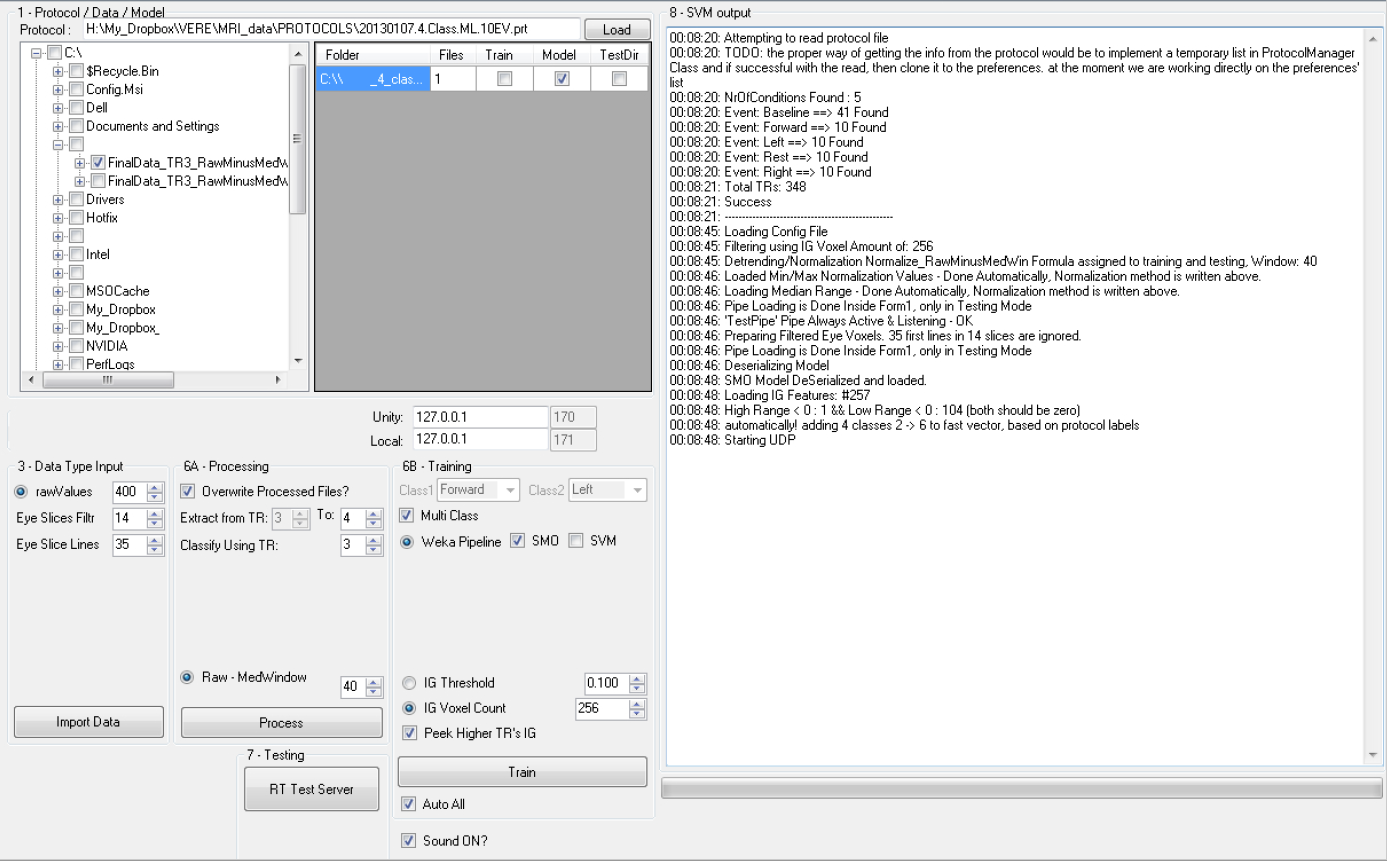 1 - Protocol / Data / Model
Protocol : H:\My_Dropbox\VERE\MRI_data\PROTOCOLS\20130107.4.Class.ML.10EV.prt Load
C:\
$Recycle.Bin
Config.Msi
Dell
Documents and Settings
FinalData_TR3_RawMinusMedW
FinalData_TR3_RawMinusMedW
Drivers
Hotfix
Intel
MSOCache
My_Dropbox
My_Dropbox_
NVIDIA
PerfLogs
Folder Files Train Model TestDir
C:\\ _4_clas... 1
Unity: 127.0.0.1 170
Local: 127.0.0.1 171
3 - Data Type Input
rawValues 400
Eye Slices Filtr 14
Eye Slice Lines 35
Import Data
6A - Processing
Overwrite Processed Files?
Extract from TR: 3 To: 4
Classify Using TR: 3
Raw - MedWindow 40
Process
7 - Testing
RT Test Server
6B - Training
Class1 Forward Class2 Left
Multi Class
Weka Pipeline SMO SVM
IG Threshold 0.100
IG Voxel Count 256
Peek Higher TR's IG
Train
Auto All
Sound ON?
8 - SVM output
00:08:20: Attempting to read protocol file
00:08:20: TODO: the proper way of getting the info from the protocol would be to implement a temporary list in ProtocolManager
Class and if successful with the read, then clone it to the preferences. at the moment we are working directly on the preferences'
list
00:08:20: NrOfConditions Found : 5
00:08:20: Event: Baseline ==> 41 Found
00:08:20: Event: Forward ==> 10 Found
00:08:20: Event: Left ==> 10 Found
00:08:20: Event: Rest ==> 10 Found
00:08:20: Event: Right ==> 10 Found
00:08:21: Total TRs: 348
00:08:21: Success
00:08:21: -----------------------------------------------
00:08:45: Loading Config File
00:08:45: Filtering using IG Voxel Amount of: 256
00:08:45: Detrending/Normalization Normalize_RawMinusMedWin Formula assigned to training and testing, Window: 40
00:08:46: Loaded Min/Max Normalization Values - Done Automatically, Normalization method is written above.
00:08:46: Loading Median Range - Done Automatically, Normalization method is written above.
00:08:46: Pipe Loading is Done Inside Form1, only in Testing Mode
00:08:46: 'TestPipe' Pipe Always Active & Listening - OK
00:08:46: Preparing Filtered Eye Voxels. 35 first lines in 14 slices are ignored.
00:08:46: Pipe Loading is Done Inside Form1, only in Testing Mode
00:08:46: Deserializing Model
00:08:48: SMO Model DeSerialized and loaded.
00:08:48: Loading IG Features: #257
00:08:48: High Range < 0 : 1 && Low Range < 0 : 104 (both should be zero)
00:08:48: automatically! adding 4 classes 2 -> 6 to fast vector, based on protocol labels
00:08:48: Starting UDP